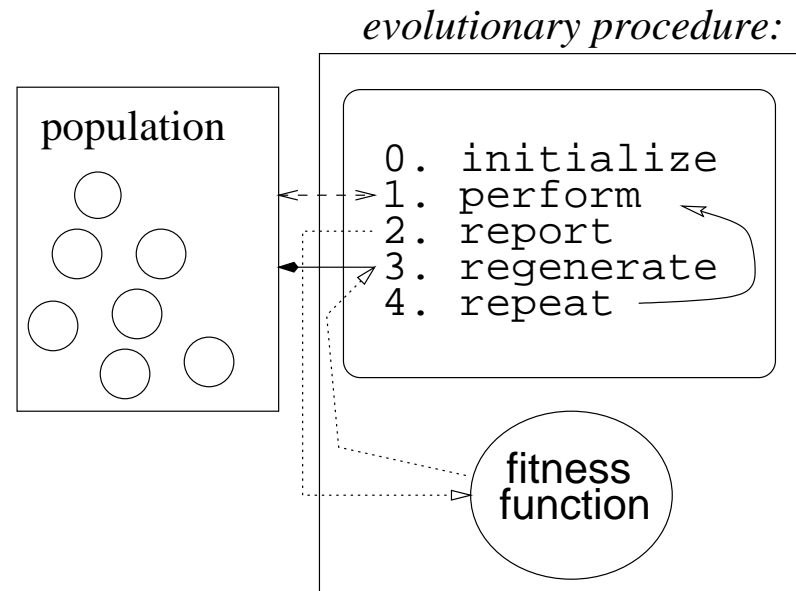 evolutionary procedure:
population
0. initialize
1. perform
2. report
3. regenerate
4. repeat
fitness
function